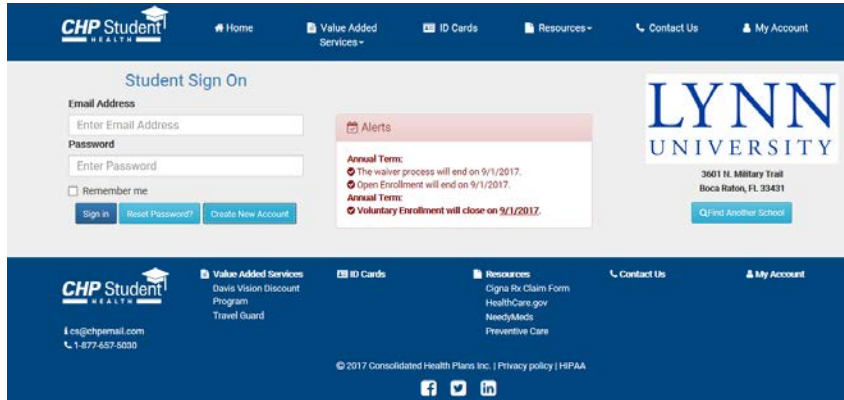 CHP Student
HEALTH
Home
Value Added
Services
ID Cards
Resources
Contact Us
My Account
Student Sign On
Email Address
Enter Email Address
Password
Enter Password
Remember me
Sign in
Reset Password?
Create New Account
Alerts
Annual Term:
The waiver process will end on 9/1/2017.
Open Enrollment will end on 9/1/2017.
Annual Term:
Voluntary Enrollment will close on 9/1/2017.
LYNN
UNIVERSITY
3601 N. Military Trail
Boca Raton, FL 33431
Find Another School
CHP Student
HEALTH
cs@chpemail.com
1-877-657-5030
Value Added Services
Davis Vision Discount
Program
Travel Guard
ID Cards
Resources
Cigna Rx Claim Form
HealthCare.gov
NeedyMeds
Preventive Care
Contact Us
My Account
© 2017 Consolidated Health Plans Inc. | Privacy policy | HIPAA